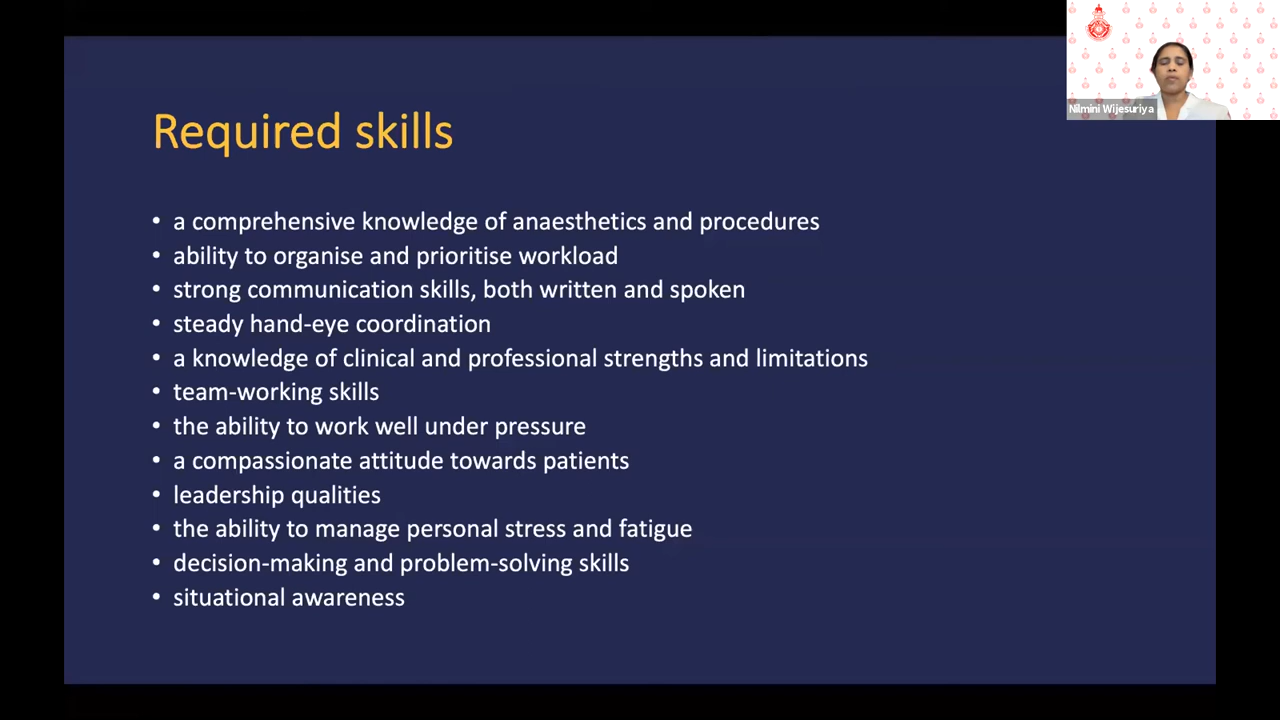 Nilmini Wijesuriya
Required skills
• a comprehensive knowledge of anaesthetics and procedures
• ability to organise and prioritise workload
• strong communication skills, both written and spoken
• steady hand-eye coordination
• a knowledge of clinical and professional strengths and limitations
• team-working skills
• the ability to work well under pressure
• a compassionate attitude towards patients
• leadership qualities
• the ability to manage personal stress and fatigue
• decision-making and problem-solving skills
• situational awareness